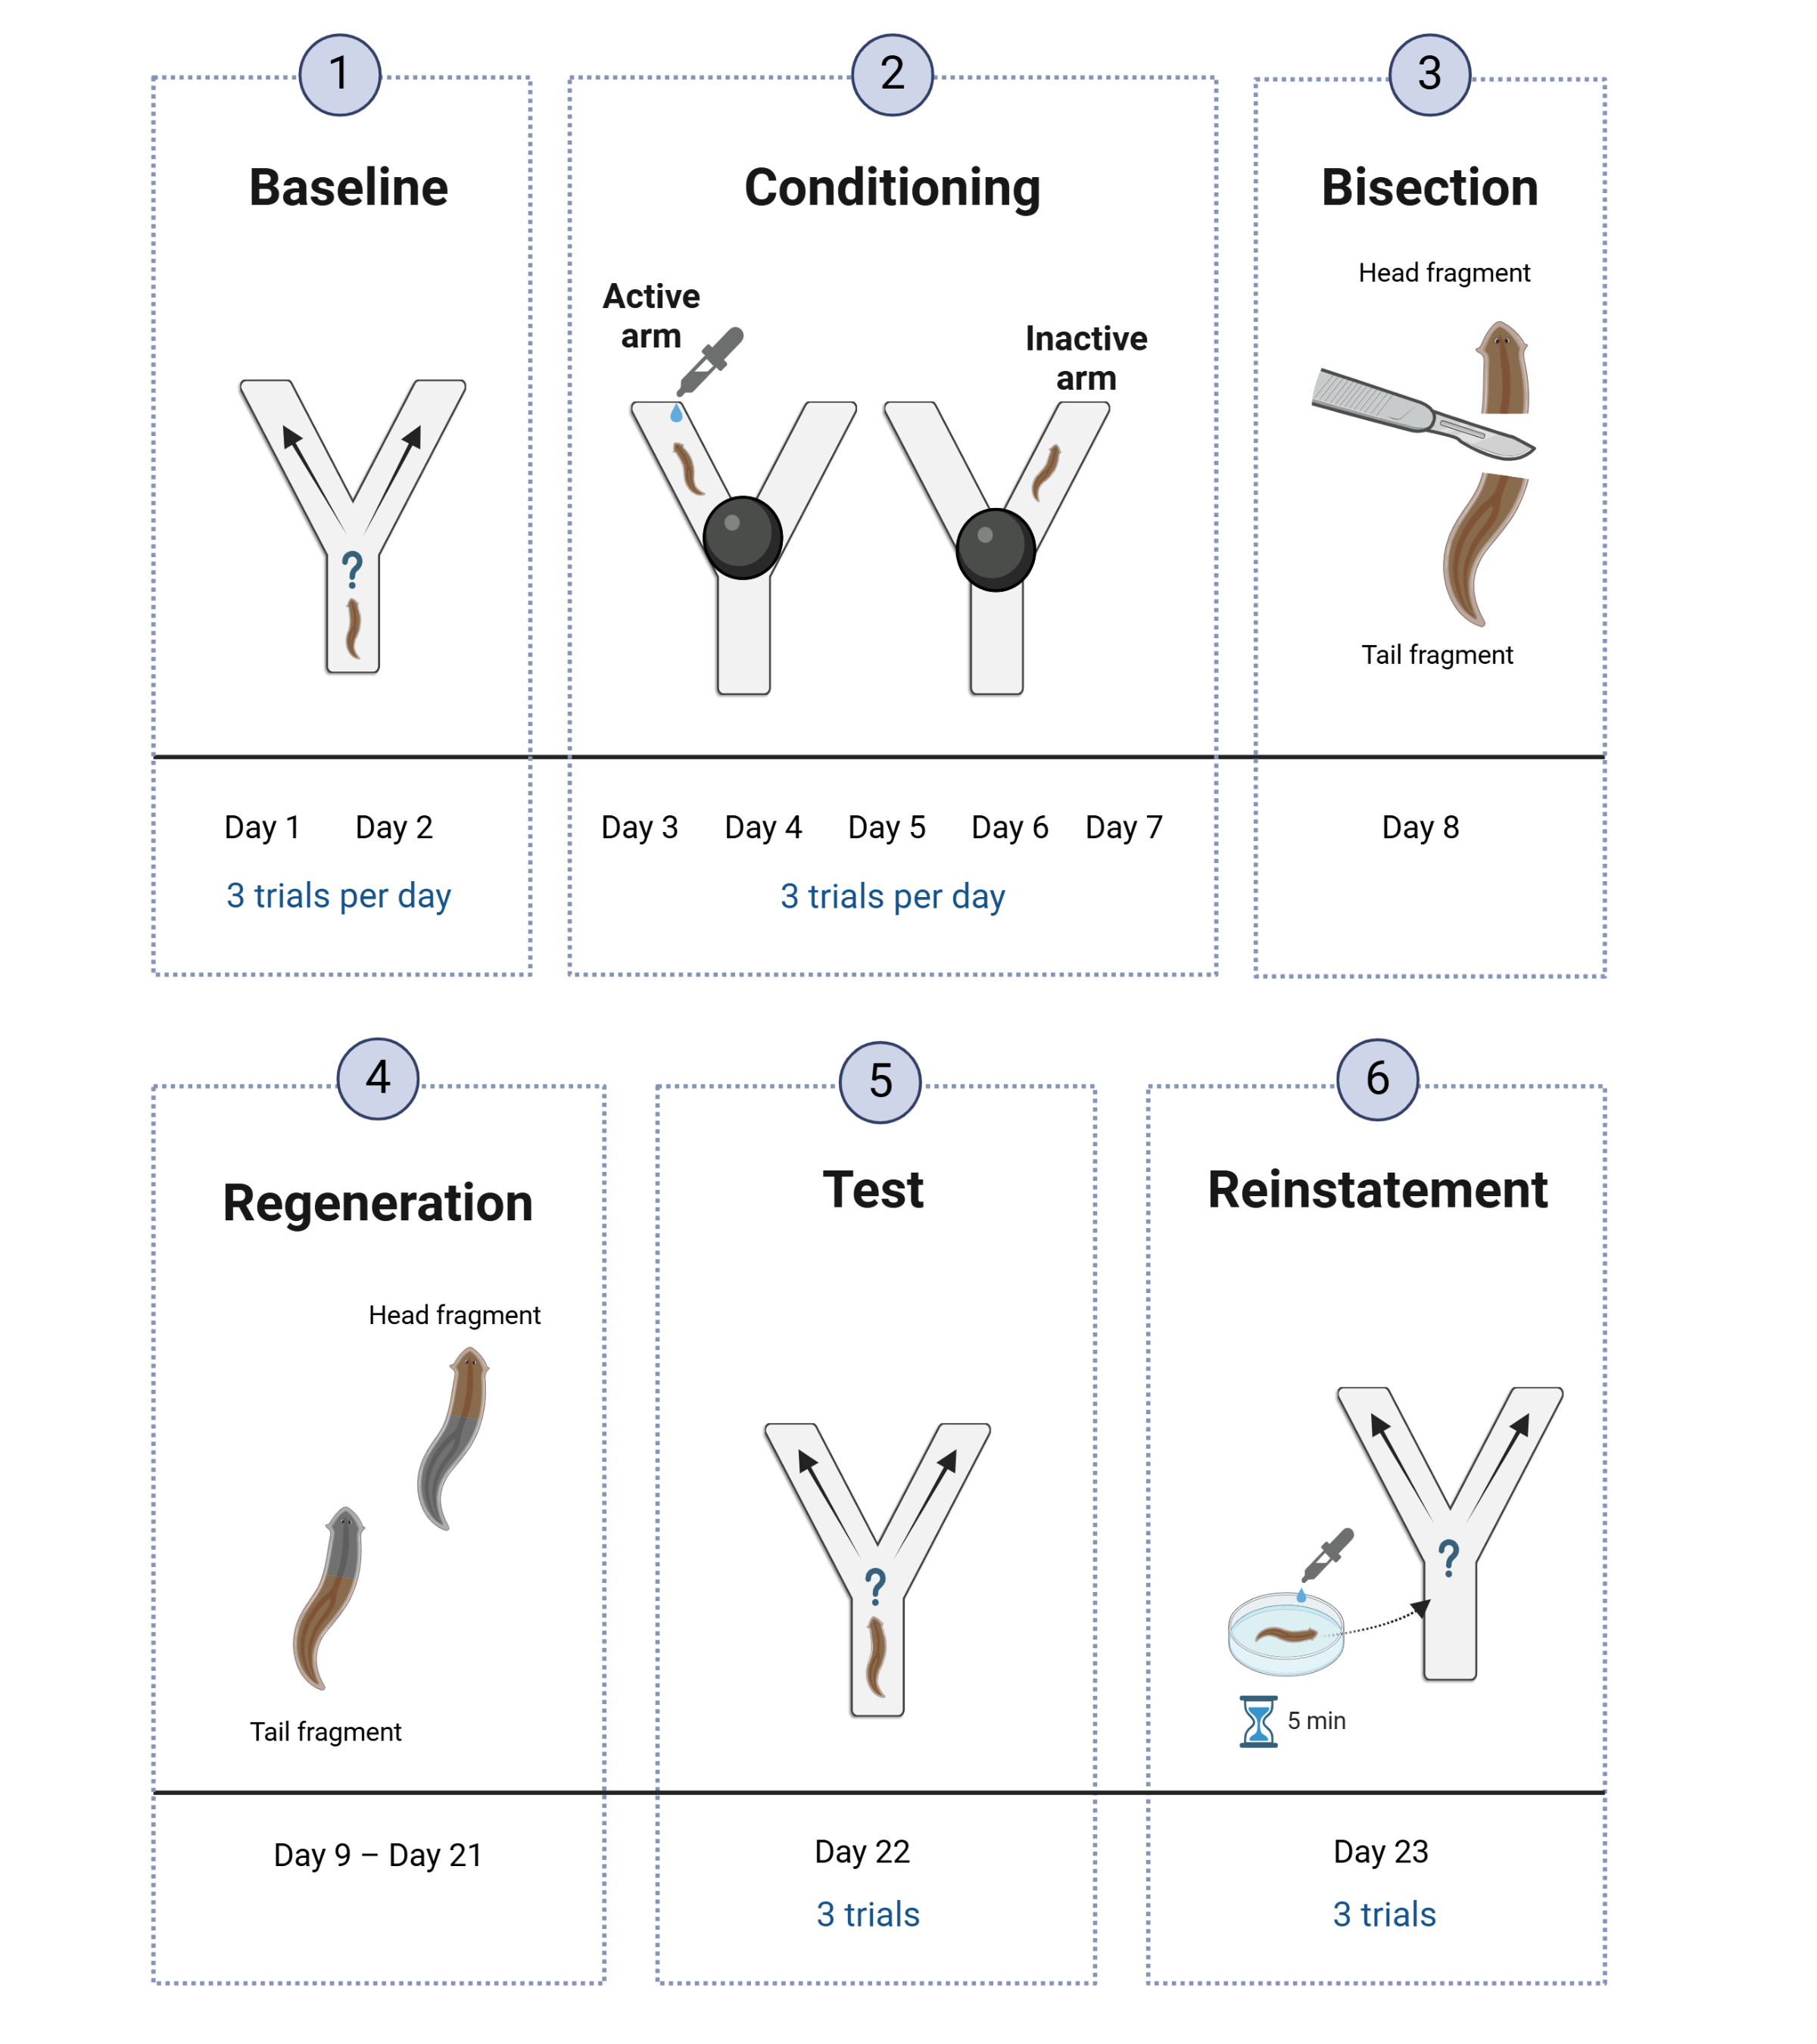 1
Baseline
?
Day 1 Day 2
3 trials per day
2
Conditioning
Active
arm
Inactive
arm
Day 3 Day 4 Day 5 Day 6 Day 7
3 trials per day
3
Bisection
Head fragment
Tail fragment
Day 8
4
Regeneration
Head fragment
Tail fragment
Day 9 – Day 21
5
Test
?
Day 22
3 trials
6
Reinstatement
?
5 min
Day 23
3 trials